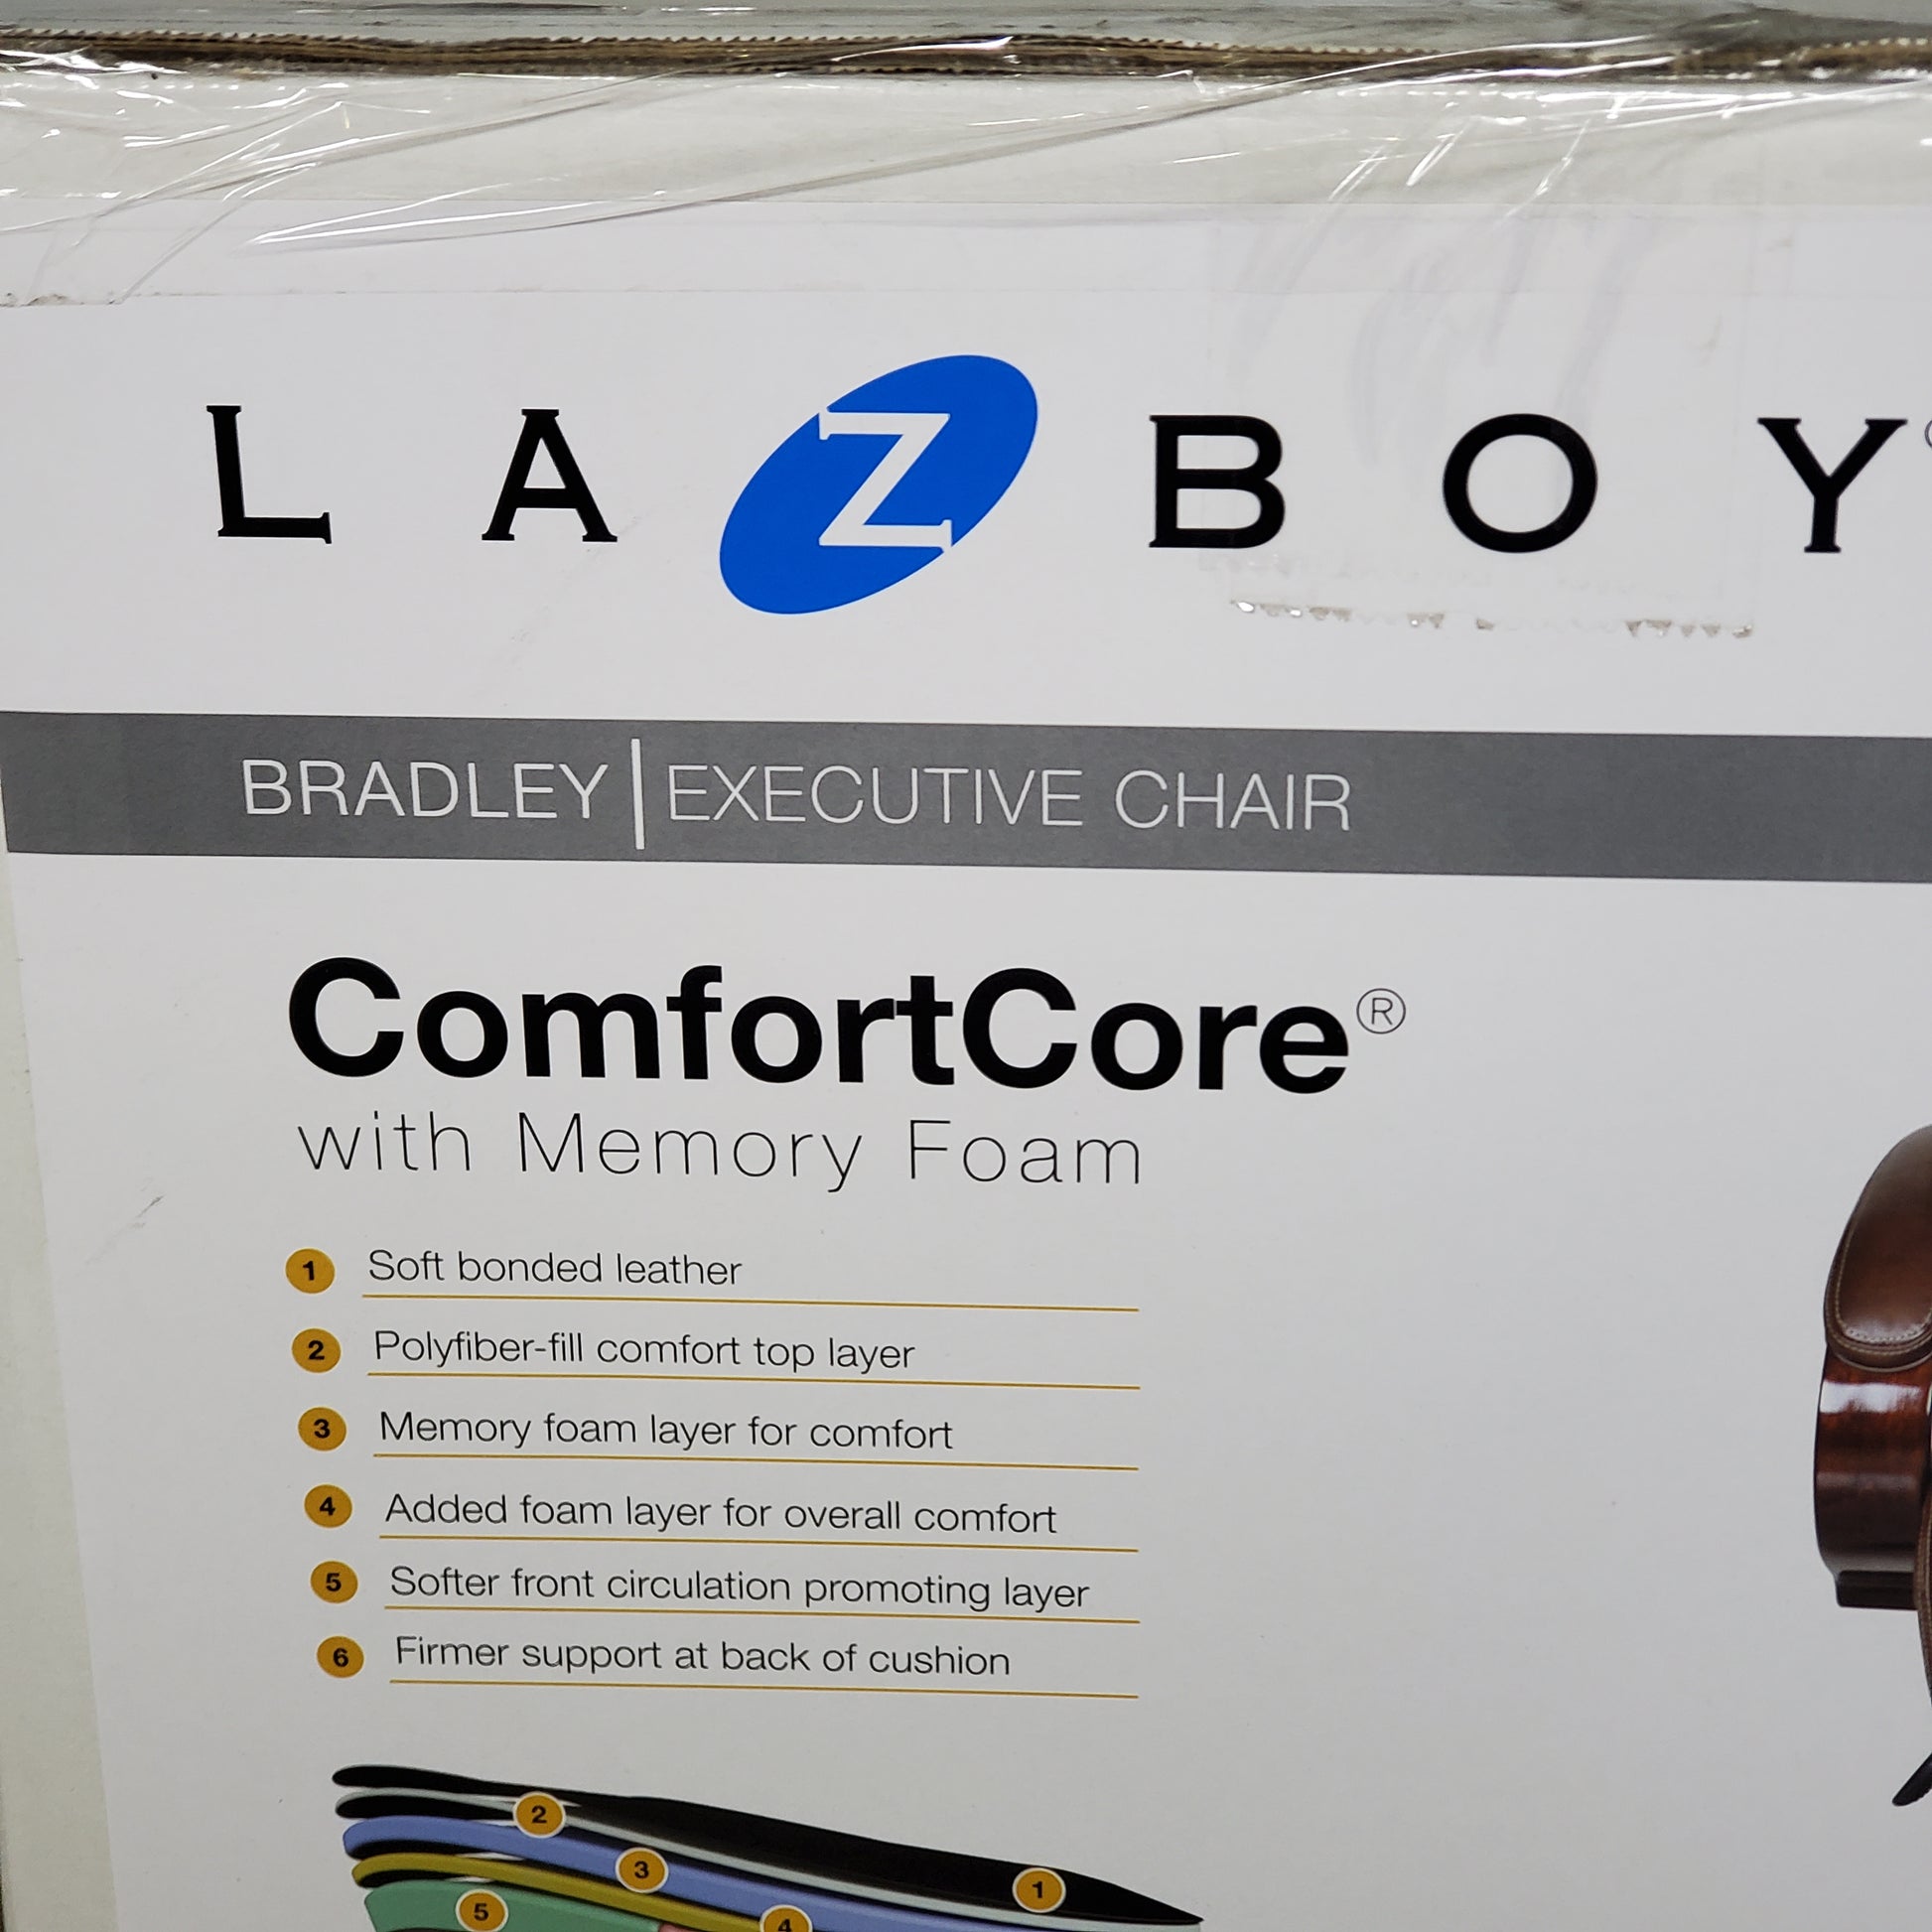 LA Z BOY
BRADLEY | EXECUTIVE CHAIR
ComfortCore®
with Memory Foam
1 Soft bonded leather
2 Polyfiber-fill comfort top layer
3 Memory foam layer for comfort
4 Added foam layer for overall comfort
5 Softer front circulation promoting layer
6 Firmer support at back of cushion
2
3
1
5
4